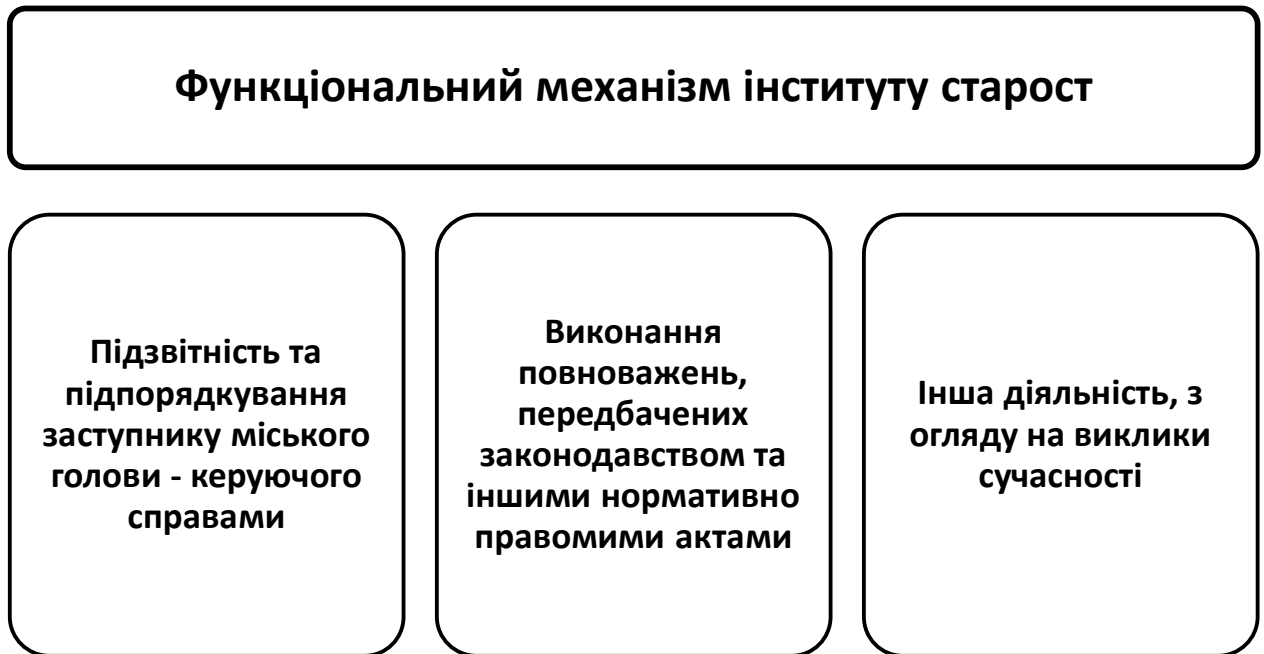 Функціональний механізм інституту старост
Підзвітність та
підпорядкування
заступнику міського
голови - керуючого
справами
Виконання
повноважень,
передбачених
законодавством та
іншими нормативно
правомими актами
Інша діяльність, з
огляду на виклики
сучасності